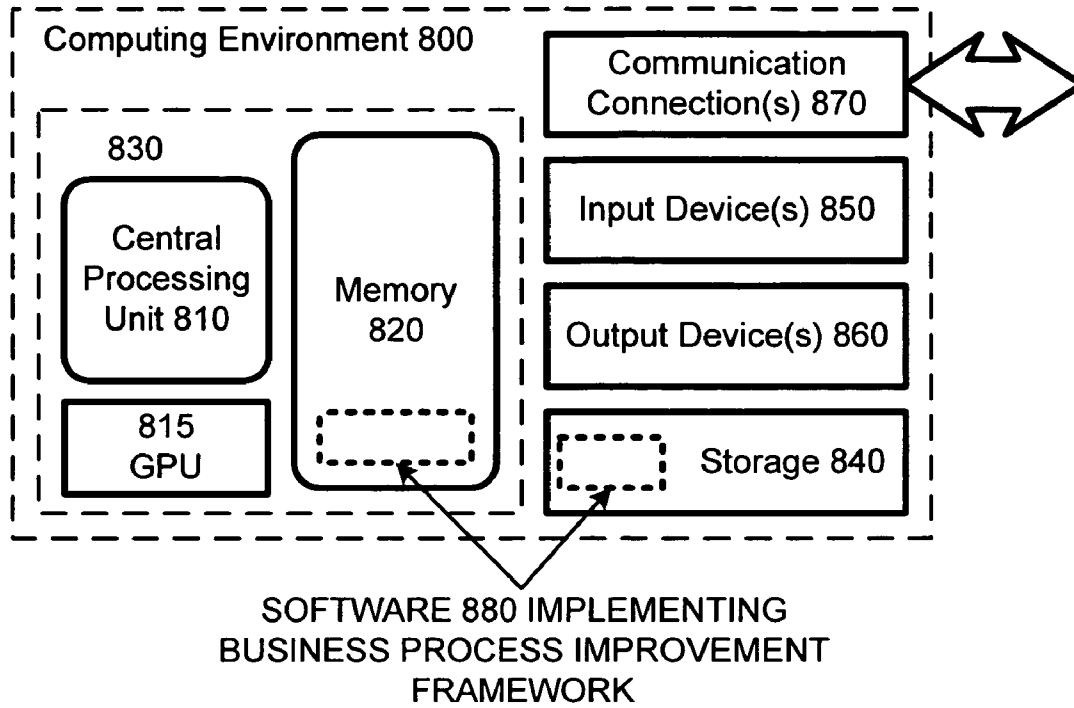 Computing Environment 800
830
Central
Processing
Unit 810
815
GPU
Memory
820
Communication
Connection(s) 870
Input Device(s) 850
Output Device(s) 860
Storage 840
SOFTWARE 880 IMPLEMENTING
BUSINESS PROCESS IMPROVEMENT
FRAMEWORK